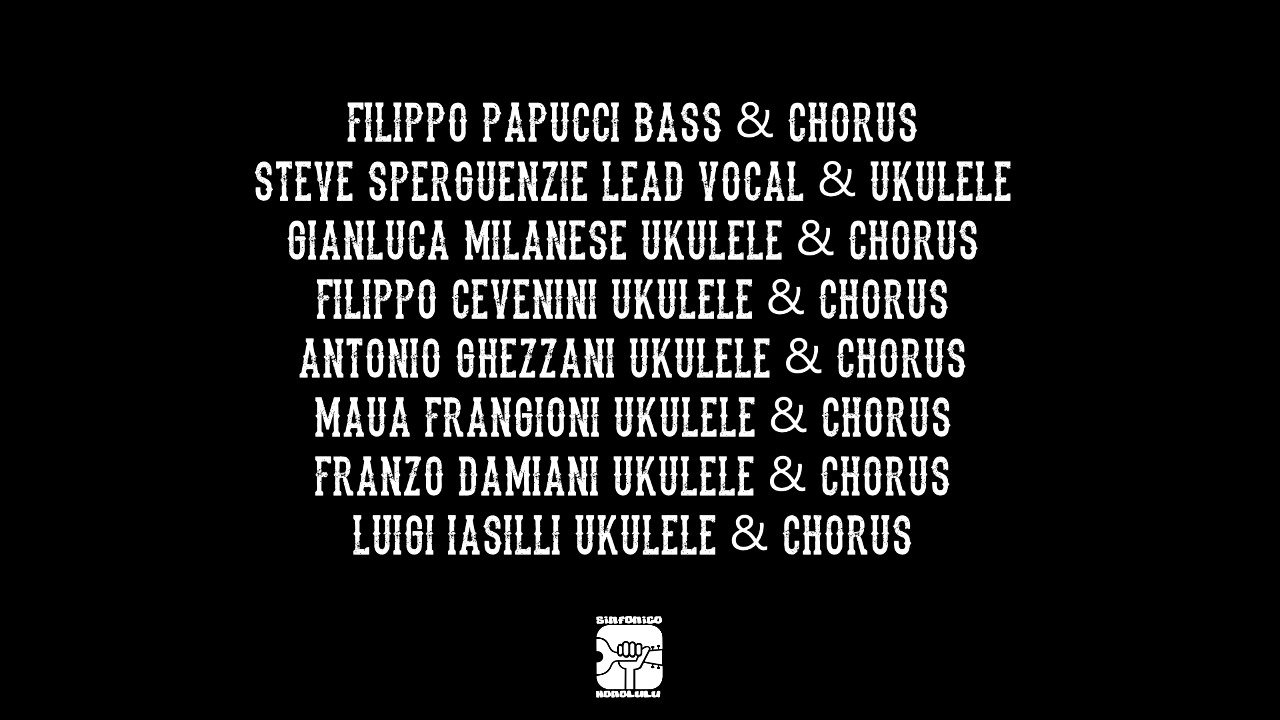 FILIPPO PAPUCCI BASS & CHORUS
STEVE SPERGUENZIE LEAD VOCAL & UKULELE
GIANLUCA MILANESE UKULELE & CHORUS
FILIPPO CEVENINI UKULELE & CHORUS
ANTONIO GHEZZANI UKULELE & CHORUS
MAUA FRANGIONI UKULELE & CHORUS
FRANZO DAMIANI UKULELE & CHORUS
LUIGI IASILLI UKULELE & CHORUS
SINFONICO
HONOLULU